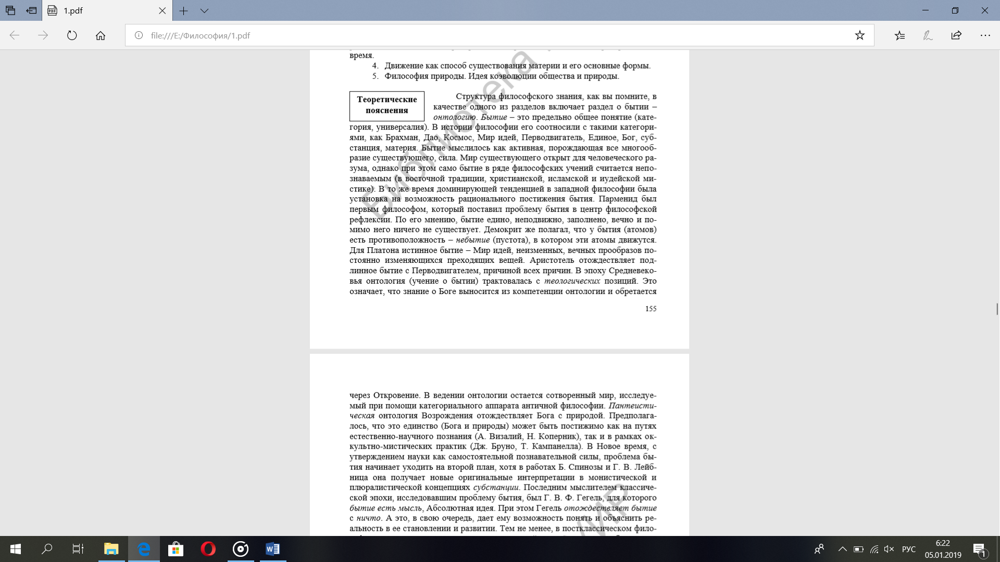 1.pdf
file:///E:/Философия/1.pdf
время.
4. Движение как способ существования материи и его основные формы.
5. Философия природы. Идея коэволюции общества и природы.
Теоретические
пояснения
Структура философского знания, как вы помните, в
качестве одного из разделов включает раздел о бытии –
онтологию. Бытие – это предельно общее понятие (кате-
гория, универсалия). В истории философии его соотносили с такими категори-
ями, как Брахман, Дао, Космос, Мир идей, Перводвигатель, Единое, Бог, суб-
станция, материя. Бытие мыслилось как активная, порождающая все многооб-
разие существующего, сила. Мир существующего открыт для человеческого ра-
зума, однако при этом само бытие в ряде философских учений считается непо-
знаваемым (в восточной традиции, христианской, исламской и иудейской ми-
стике). В то же время доминирующей тенденцией в западной философии была
установка на возможность рационального постижения бытия. Парменид был
первым философом, который поставил проблему бытия в центр философской
рефлексии. По его мнению, бытие едино, неподвижно, заполнено, вечно и по-
мимо него ничего не существует. Демокрит же полагал, что у бытия (атомов)
есть противоположность – небытие (пустота), в котором эти атомы движутся.
Для Платона истинное бытие – Мир идей, неизменных, вечных прообразов по-
стоянно изменяющихся преходящих вещей. Аристотель отождествляет под-
линное бытие с Перводвигателем, причиной всех причин. В эпоху Средневеко-
вья онтология (учение о бытии) трактовалась с теологических позиций. Это
означает, что знание о Боге выносится из компетенции онтологии и обретается
155
Библиотека
через Откровение. В ведении онтологии остается сотворенный мир, исследуе-
мый при помощи категориального аппарата античной философии. Пантеисти-
ческая онтология Возрождения отождествляет Бога с природой. Предполага-
лось, что это единство (Бога и природы) может быть постижимо как на путях
естественно-научного познания (А. Визалий, Н. Коперник), так и в рамках ок-
культно-мистических практик (Дж. Бруно, Т. Кампанелла). В Новое время, с
утверждением науки как самостоятельной познавательной силы, проблема бы-
тия начинает уходить на второй план, хотя в работах Б. Спинозы и Г. В. Лейб-
ница она получает новые оригинальные интерпретации в монистической и
плюралистической концепциях субстанции. Последним мыслителем классиче-
ской эпохи, исследовавшим проблему бытия, был Г. В. Ф. Гегель, для которого
бытие есть мысль, Абсолютная идея. При этом Гегель отождествляет бытие
с ничто. А это, в свою очередь, дает ему возможность понять и объяснить ре-
альность в ее становлении и развитии. Тем не менее, в постклассическом фило-
УИР
РУС
6:22
05.01.2019
1